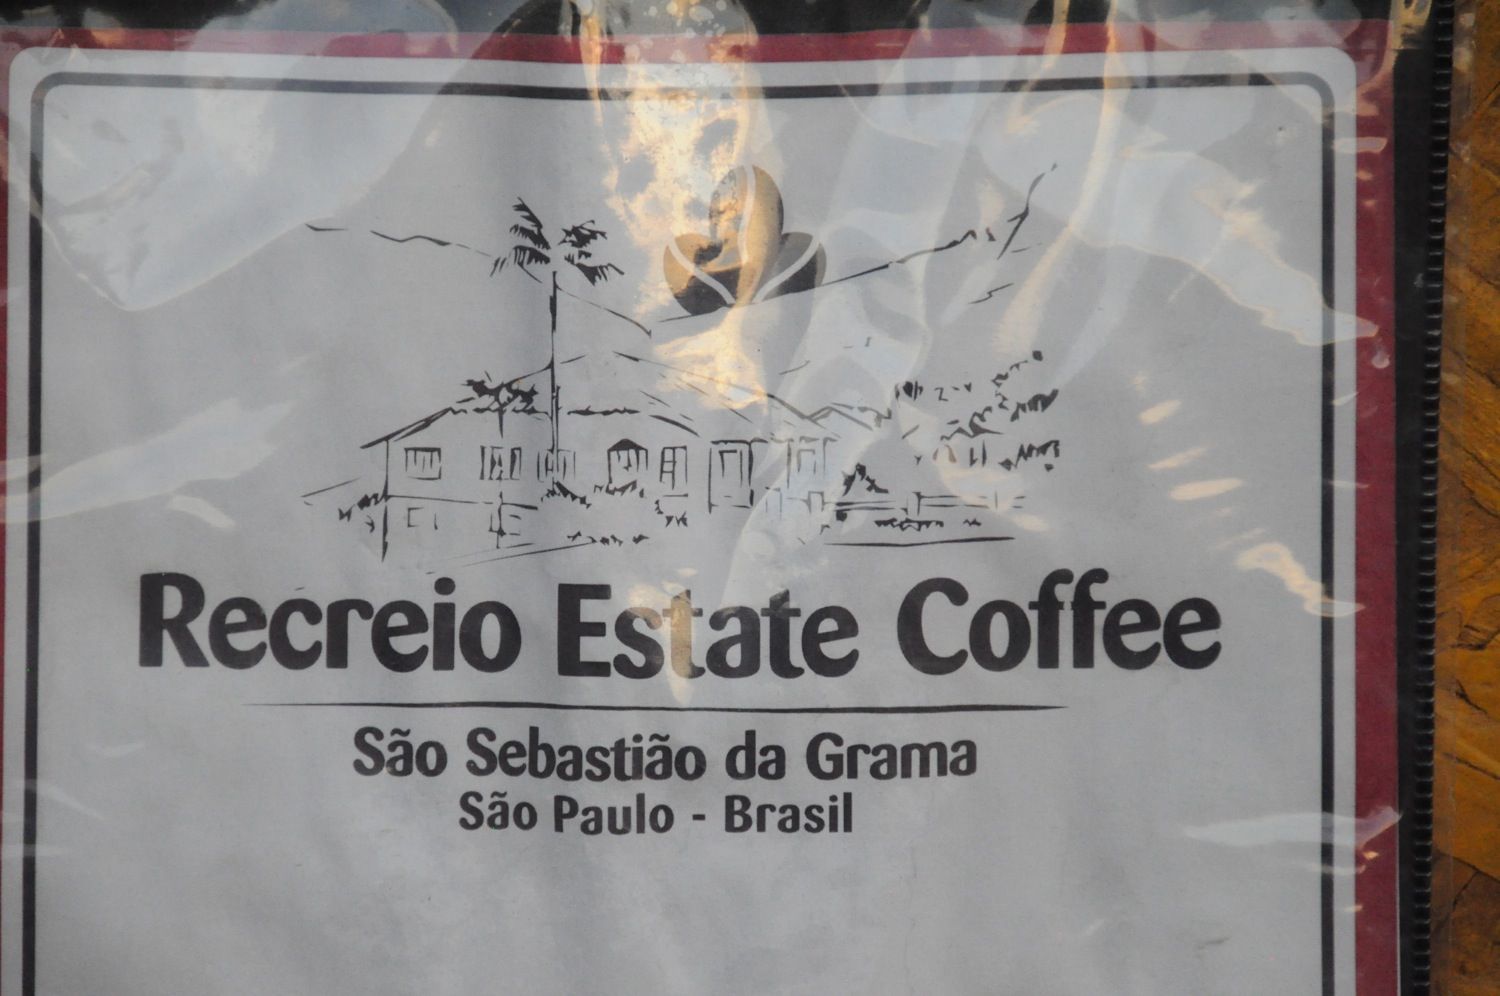 Recreio Estate Coffee
São Sebastião da Grama
São Paulo - Brasil